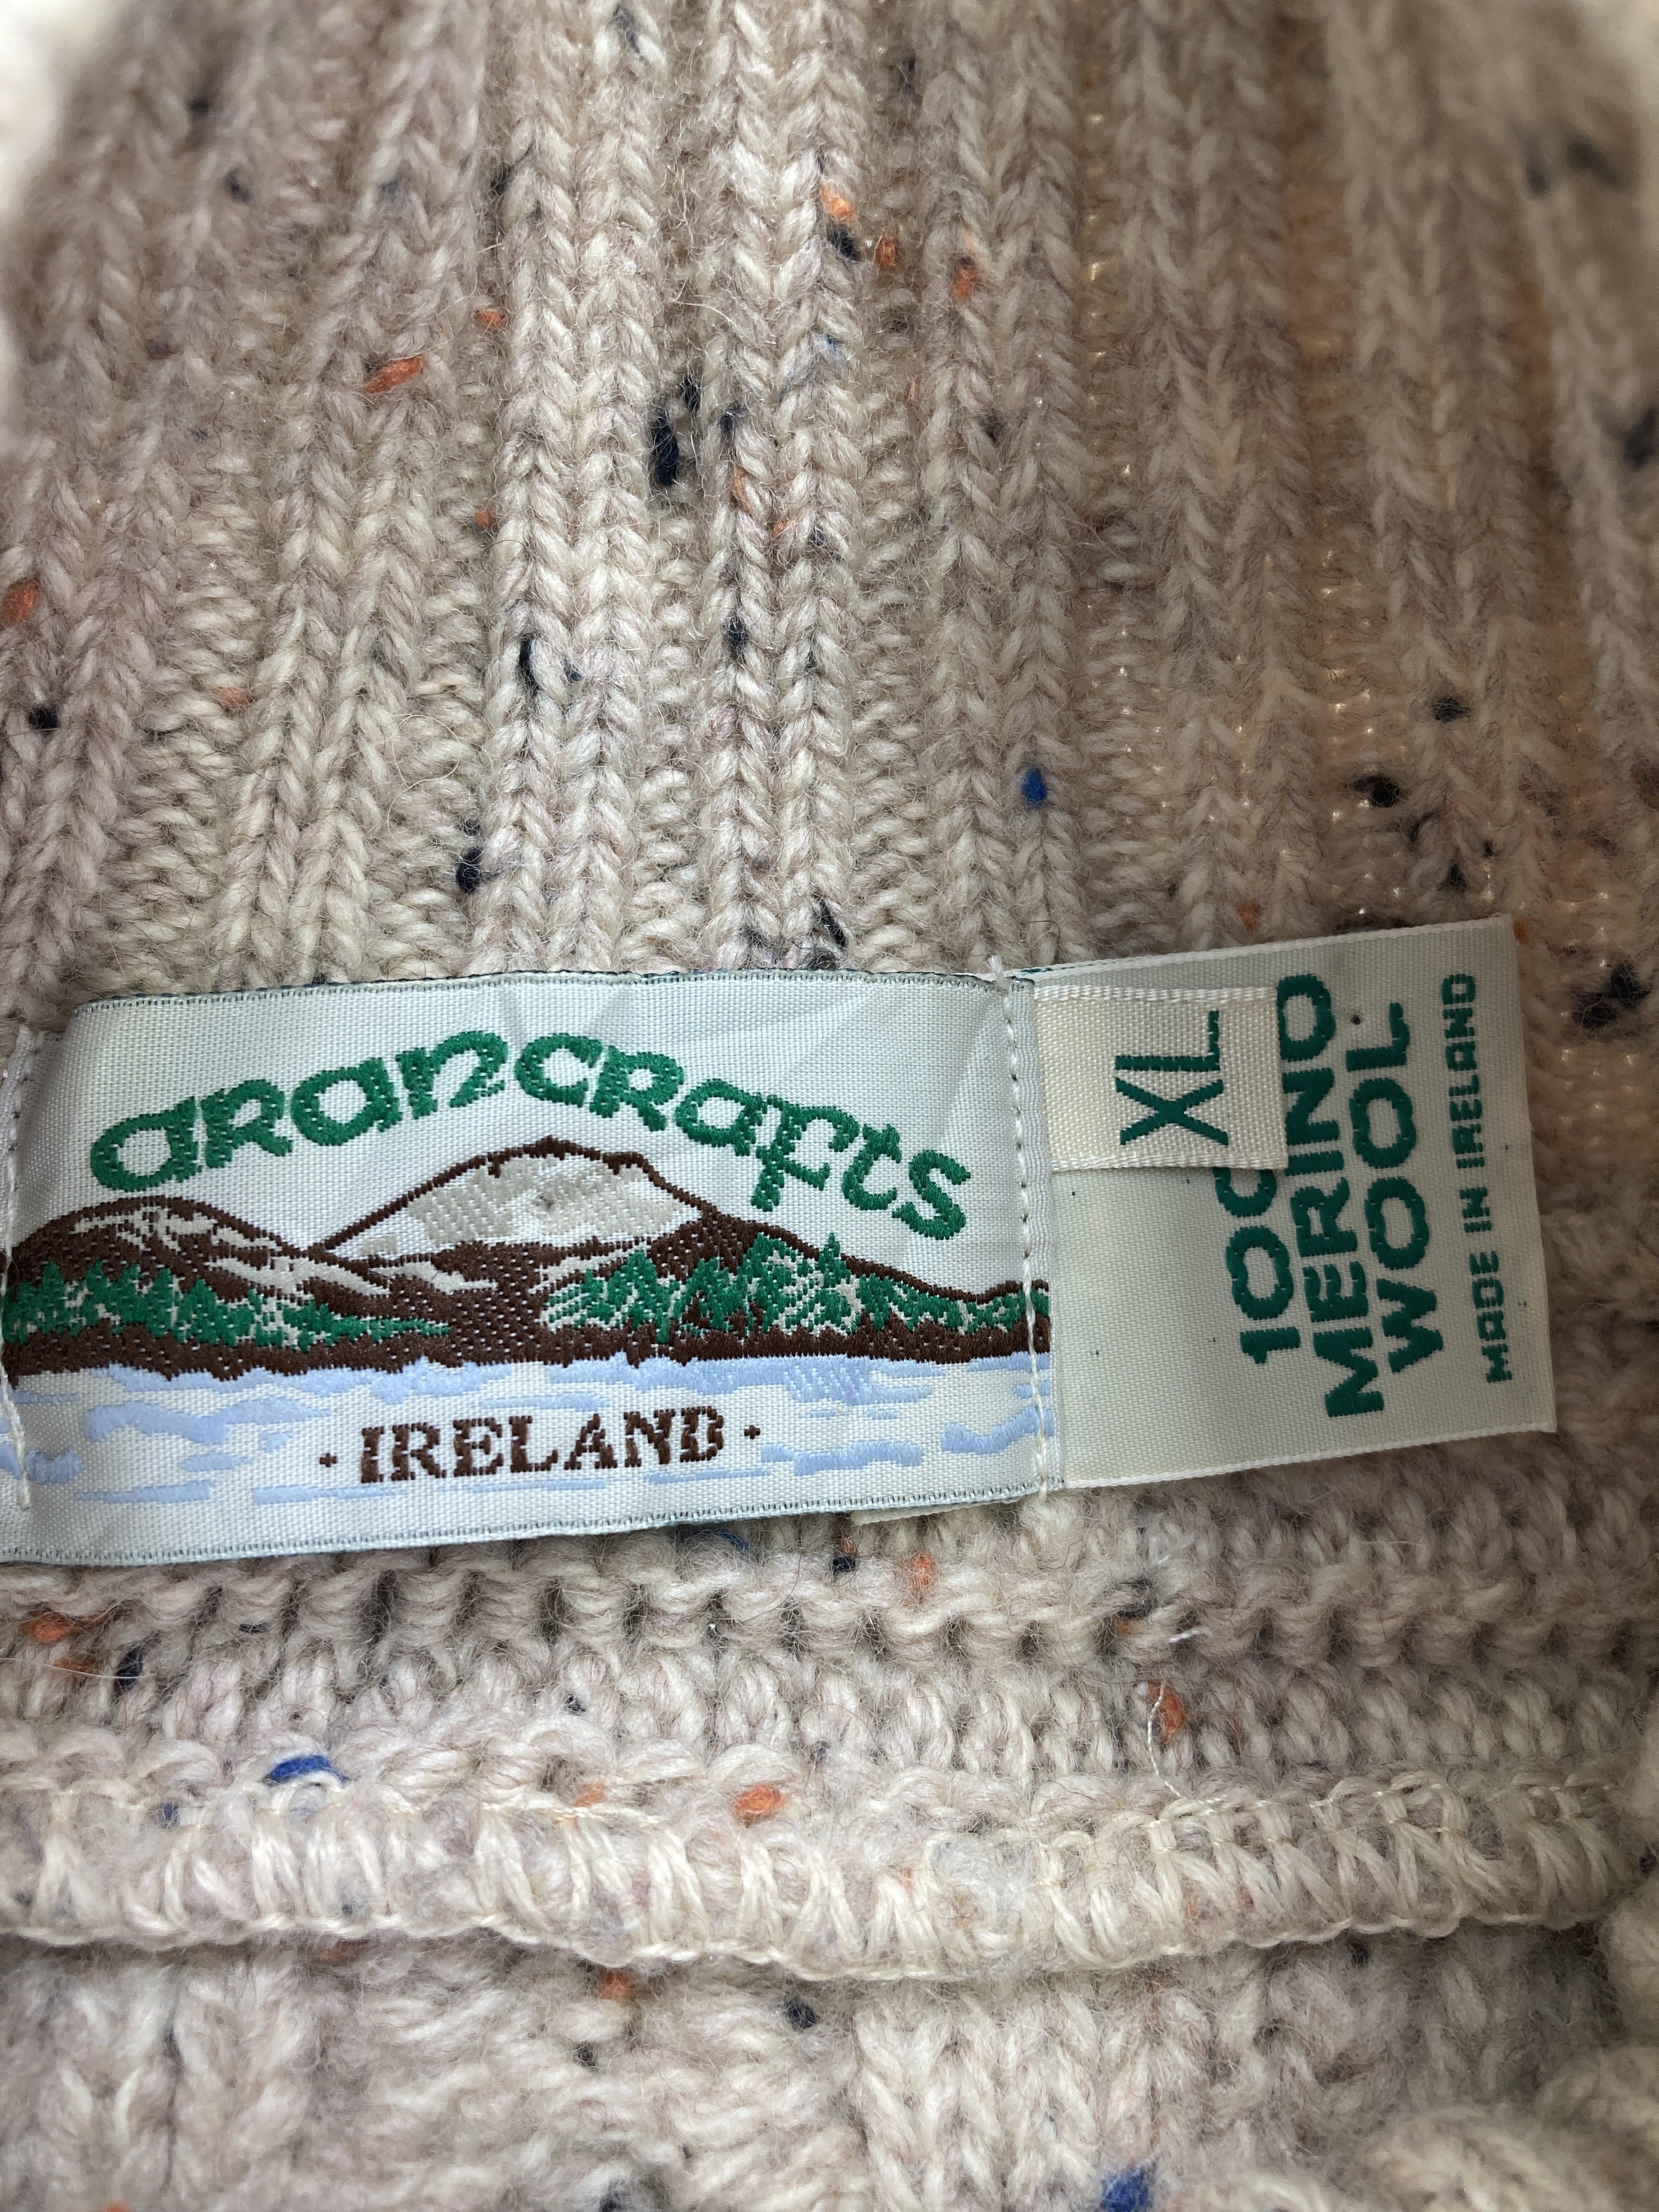 arancrafts
· IRELAND ·
XL
100
MERINO
WOOL
MADE IN IRELAND